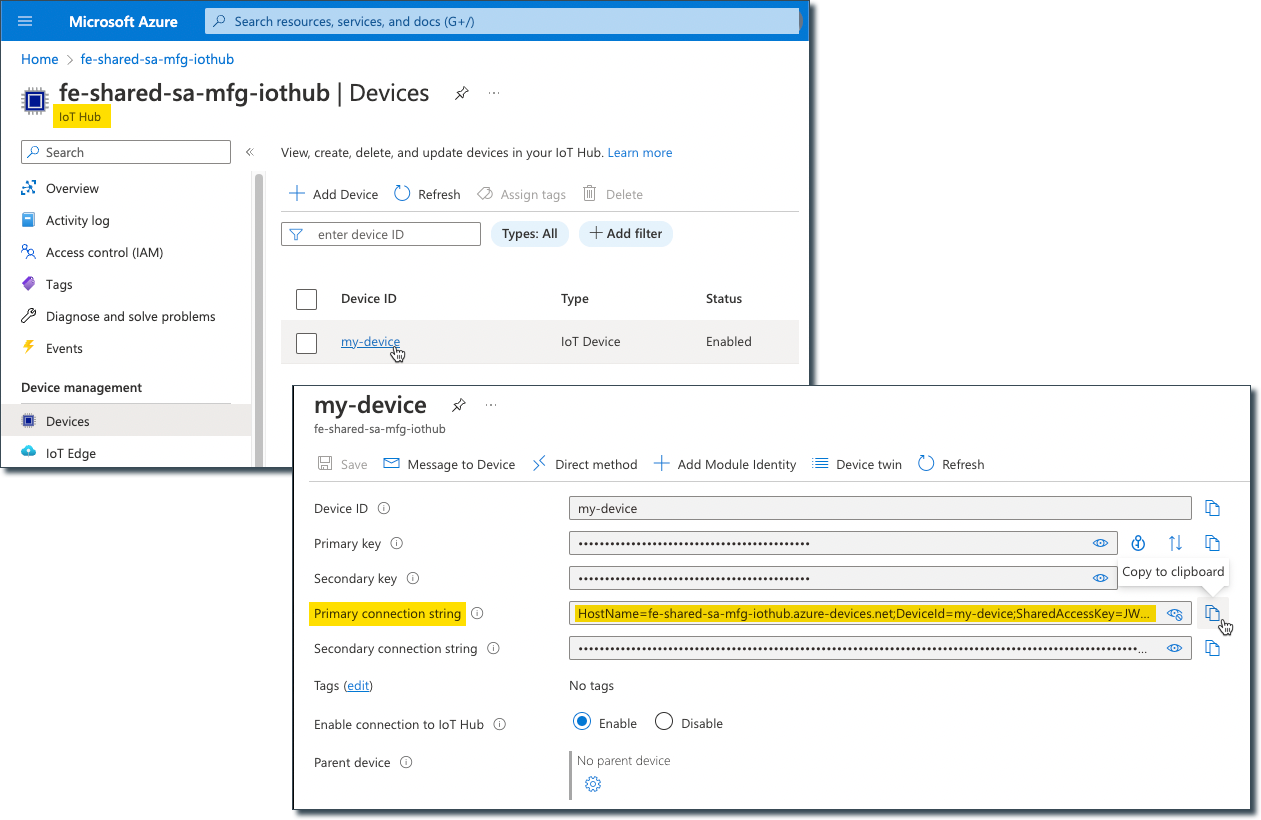 Microsoft Azure
Search resources, services, and docs (G+/)
Home > fe-shared-sa-mfg-iothub
fe-shared-sa-mfg-iothub | Devices
IoT Hub
Search
Overview
Activity log
Access control (IAM)
Tags
Diagnose and solve problems
Events
Device management
Devices
IoT Edge
View, create, delete, and update devices in your IoT Hub. Learn more
Add Device Refresh Assign tags Delete
enter device ID Types: All Add filter
Device ID Type Status
my-device IoT Device Enabled
my-device
fe-shared-sa-mfg-iothub
Save Message to Device Direct method Add Module Identity Device twin Refresh
Device ID my-device
Primary key ••••••••••••••••••••••••••••••••••••••••••••
Secondary key ••••••••••••••••••••••••••••••••••••••••••••
Copy to clipboard
Primary connection string HostName=fe-shared-sa-mfg-iothub.azure-devices.net;DeviceId=my-device;SharedAccessKey=JW...
Secondary connection string ••••••••••••••••••••••••••••••••••••••••••••••••••••••••••••••••••••••••••••••••••••••••••••••••••••••••...
Tags (edit) No tags
Enable connection to IoT Hub Enable Disable
Parent device No parent device